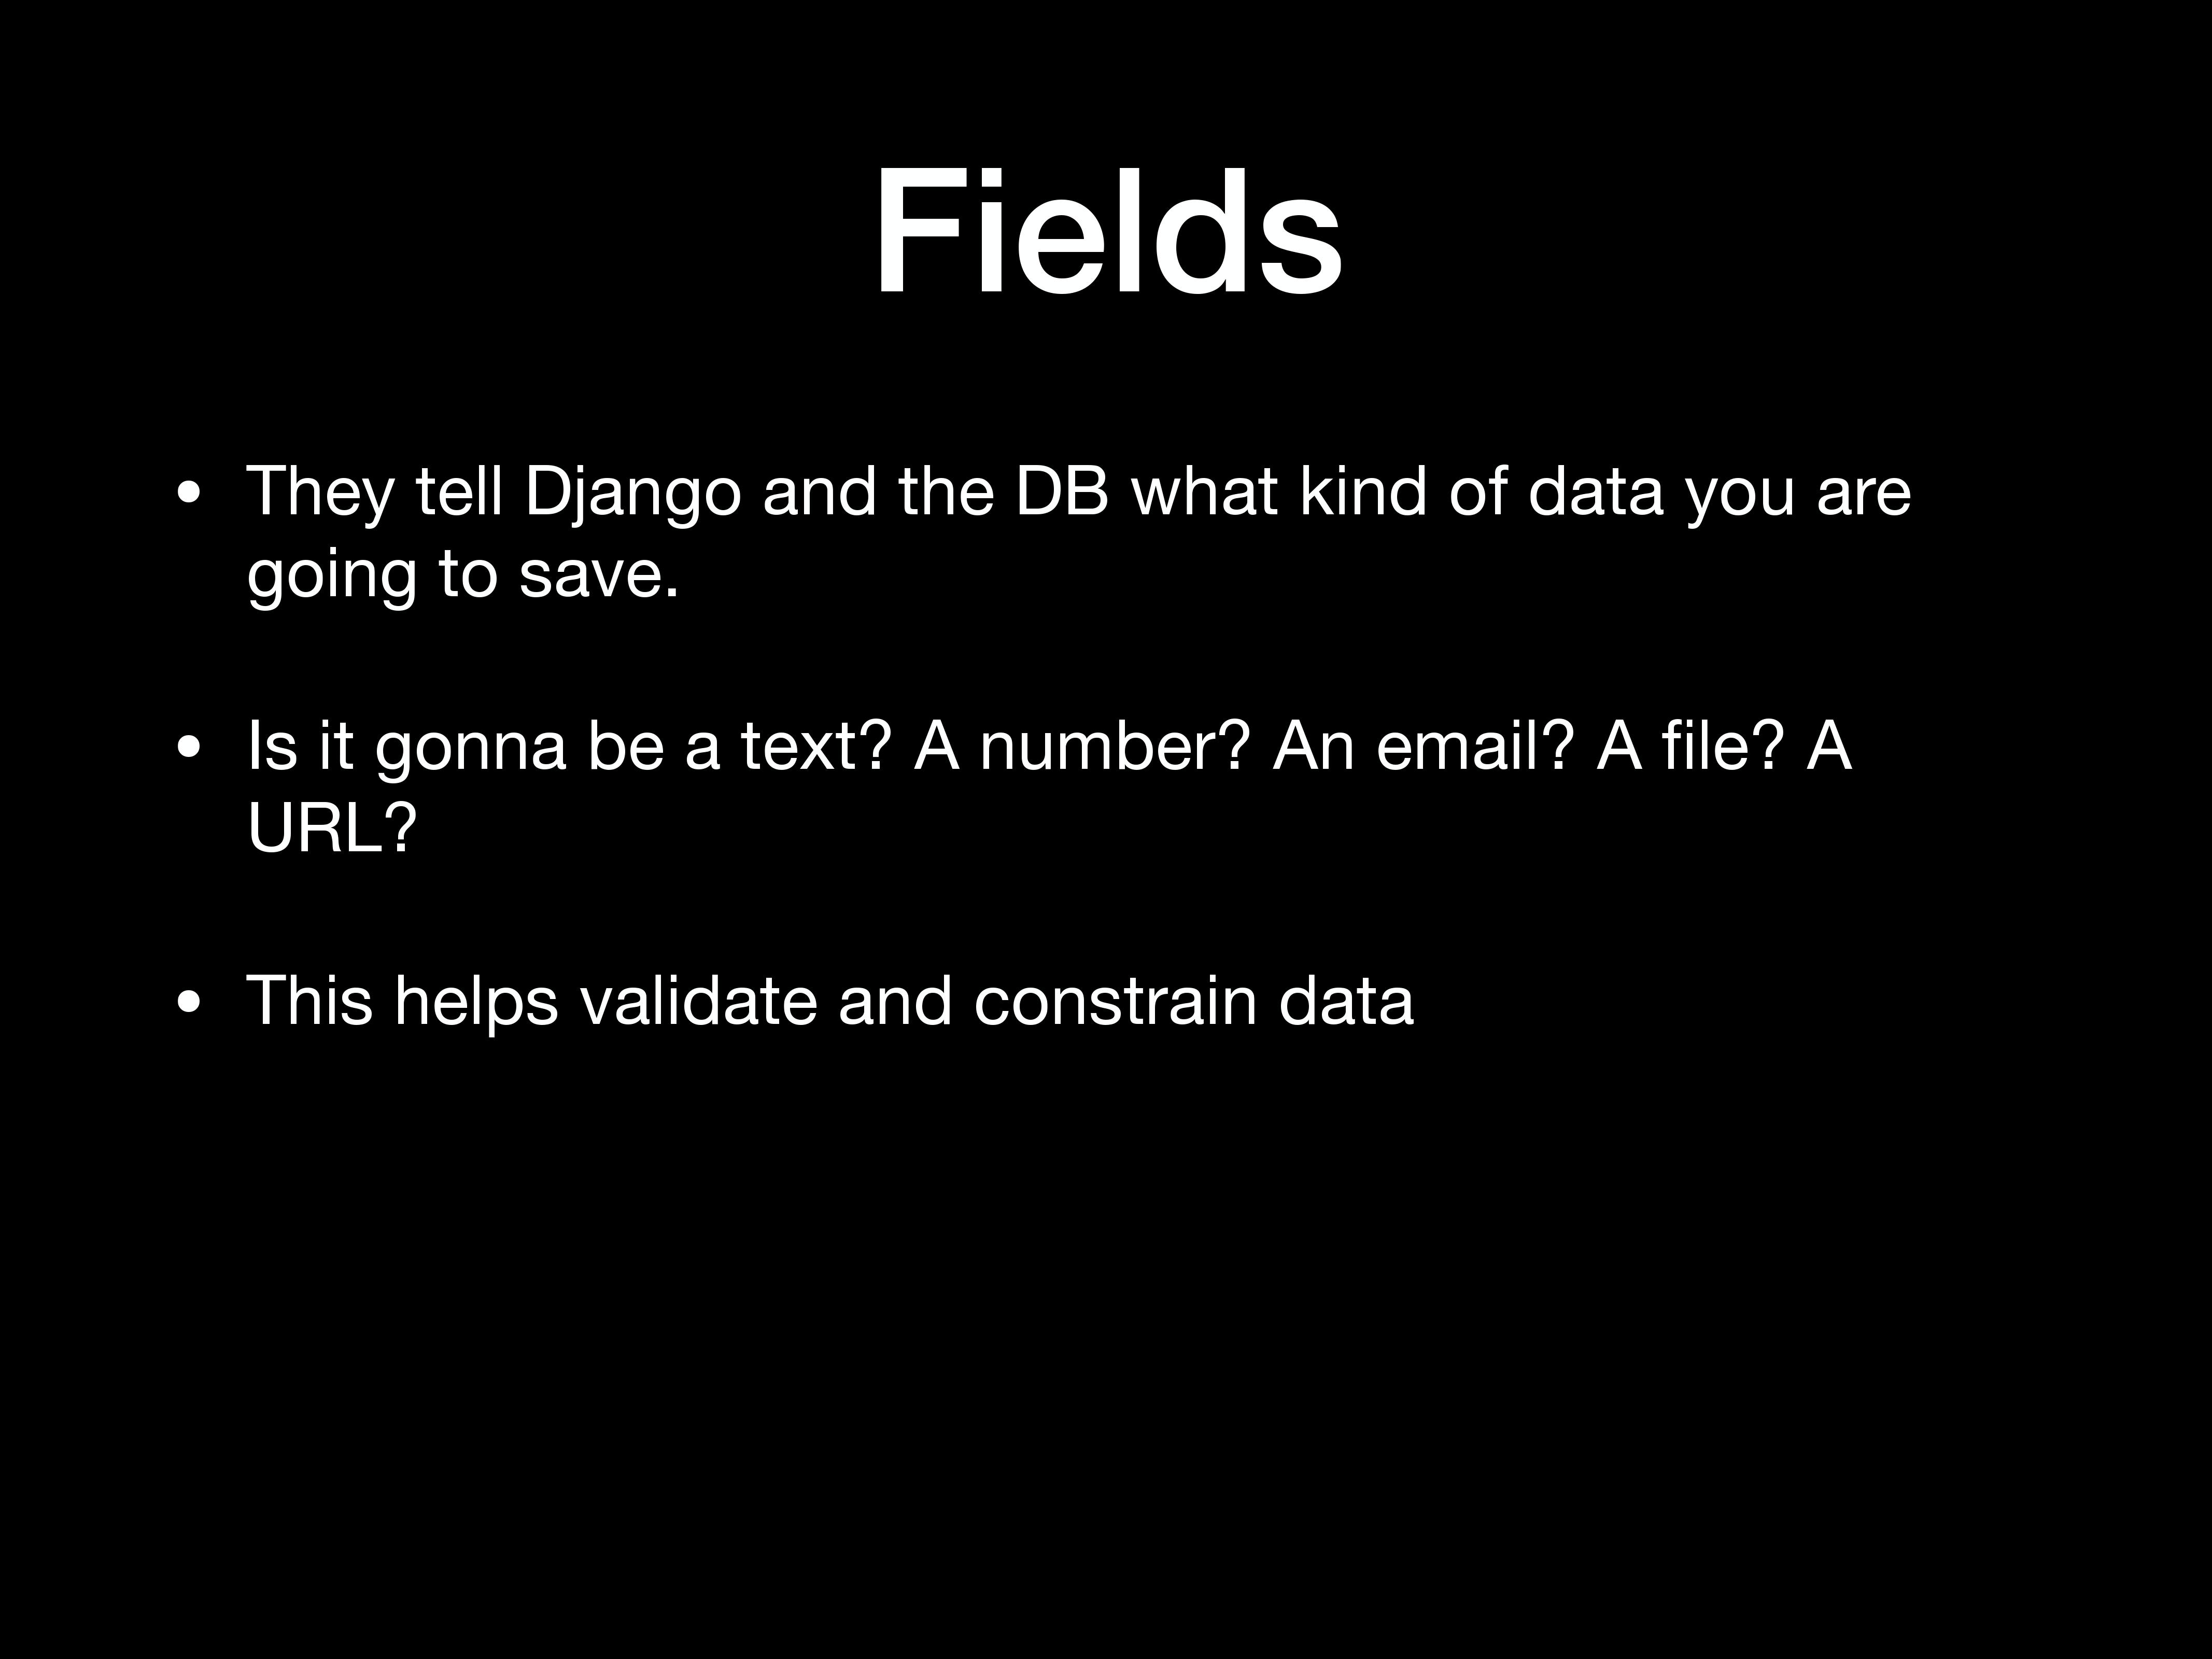 Fields
• They tell Django and the DB what kind of data you are
going to save.
• Is it gonna be a text? A number? An email? A file? A
URL?
• This helps validate and constrain data